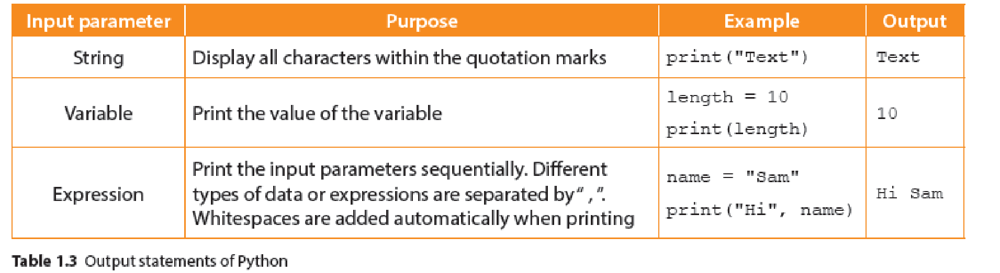 Input parameter Purpose Example Output
String Display all characters within the quotation marks print("Text") Text
length = 10
Variable Print the value of the variable 10
print(length)
Print the input parameters sequentially. Different
name = "Sam"
Expression types of data or expressions are separated by“ , ”. Hi Sam
print("Hi", name)
Whitespaces are added automatically when printing
Table 1.3 Output statements of Python